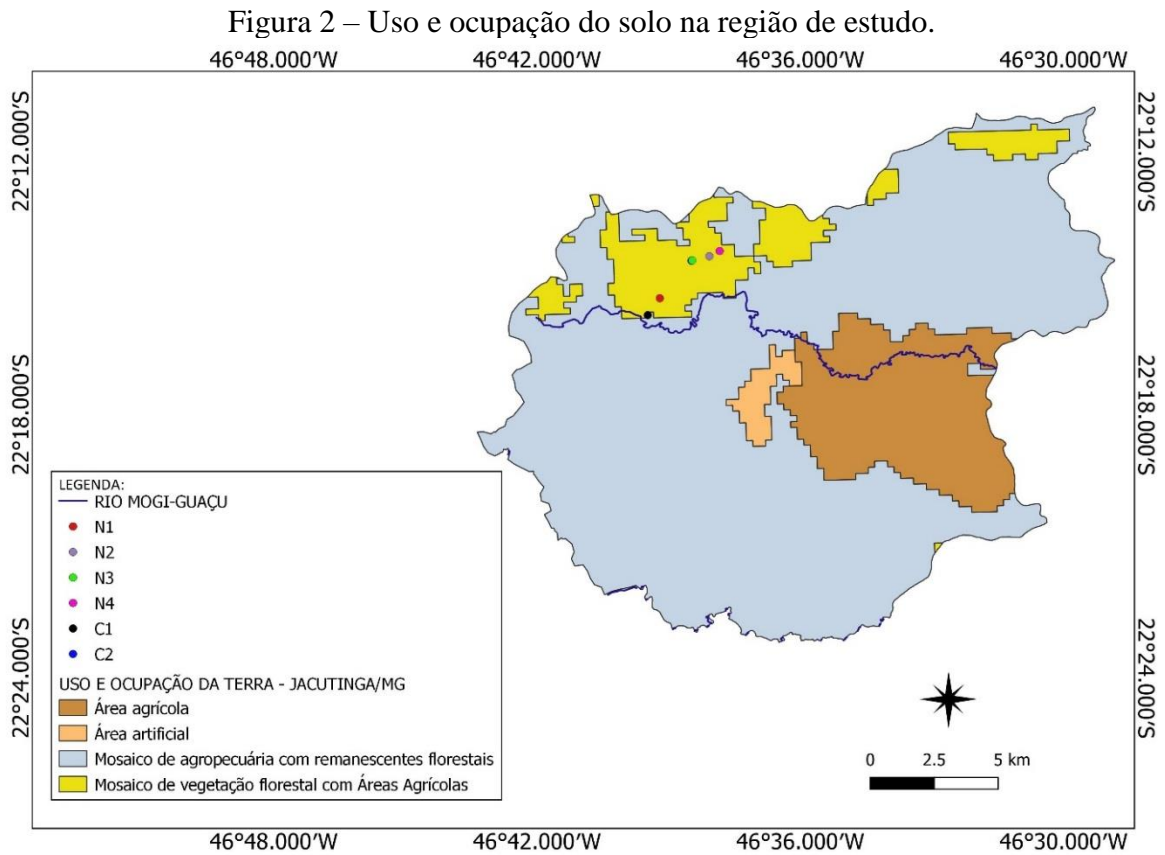 Figura 2 – Uso e ocupação do solo na região de estudo.
46°48.000'W 46°42.000'W 46°36.000'W 46°30.000'W
22°12.000'S 22°12.000'S
22°18.000'S 22°18.000'S
22°24.000'S 22°24.000'S
LEGENDA:
RIO MOGI-GUAÇU
N1
N2
N3
N4
C1
C2
USO E OCUPAÇÃO DA TERRA - JACUTINGA/MG
Área agrícola
Área artificial
Mosaico de agropecuária com remanescentes florestais
Mosaico de vegetação florestal com Áreas Agrícolas
0 2.5 5 km
46°48.000'W 46°42.000'W 46°36.000'W 46°30.000'W